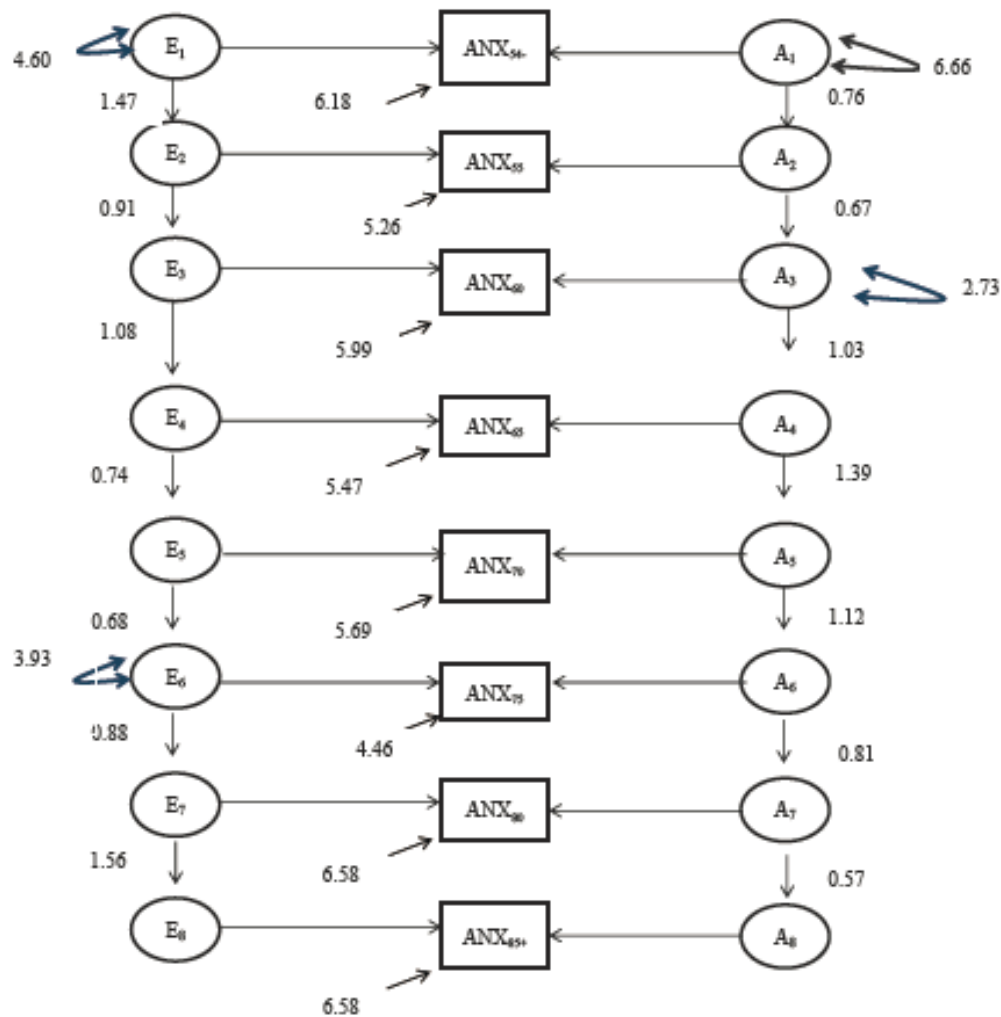 4.60 E₁ ANX₅₄₋ A₁ 6.66
1.47 6.18 0.76
E₂ ANX₅₅ A₂
0.91 5.26 0.67
E₃ ANX₆₀ A₃ 2.73
1.08 5.99 1.03
E₄ ANX₆₅ A₄
0.74 5.47 1.39
E₅ ANX₇₀ A₅
0.68 5.69 1.12
3.93 E₆ ANX₇₅ A₆
0.88 4.46 0.81
E₇ ANX₈₀ A₇
1.56 6.58 0.57
E₈ ANX₈₅₊ A₈
6.58